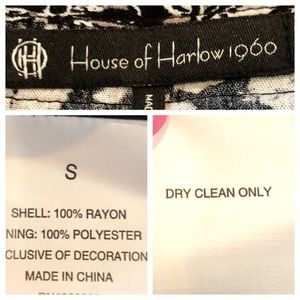 House of Harlow 1960
S
SHELL: 100% RAYON
NING: 100% POLYESTER
CLUSIVE OF DECORATION
MADE IN CHINA
DRY CLEAN ONLY